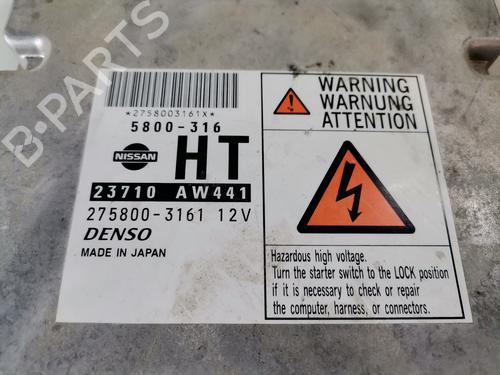 B-PARTS
*2758003161X*
5800-316
NISSAN
HT
23710 AW441
275800-3161 12V
DENSO
MADE IN JAPAN
WARNING
WARNUNG
ATTENTION
Hazardous high voltage.
Turn the starter switch to the LOCK position
if it is necessary to check or repair
the computer, harness, or connectors.